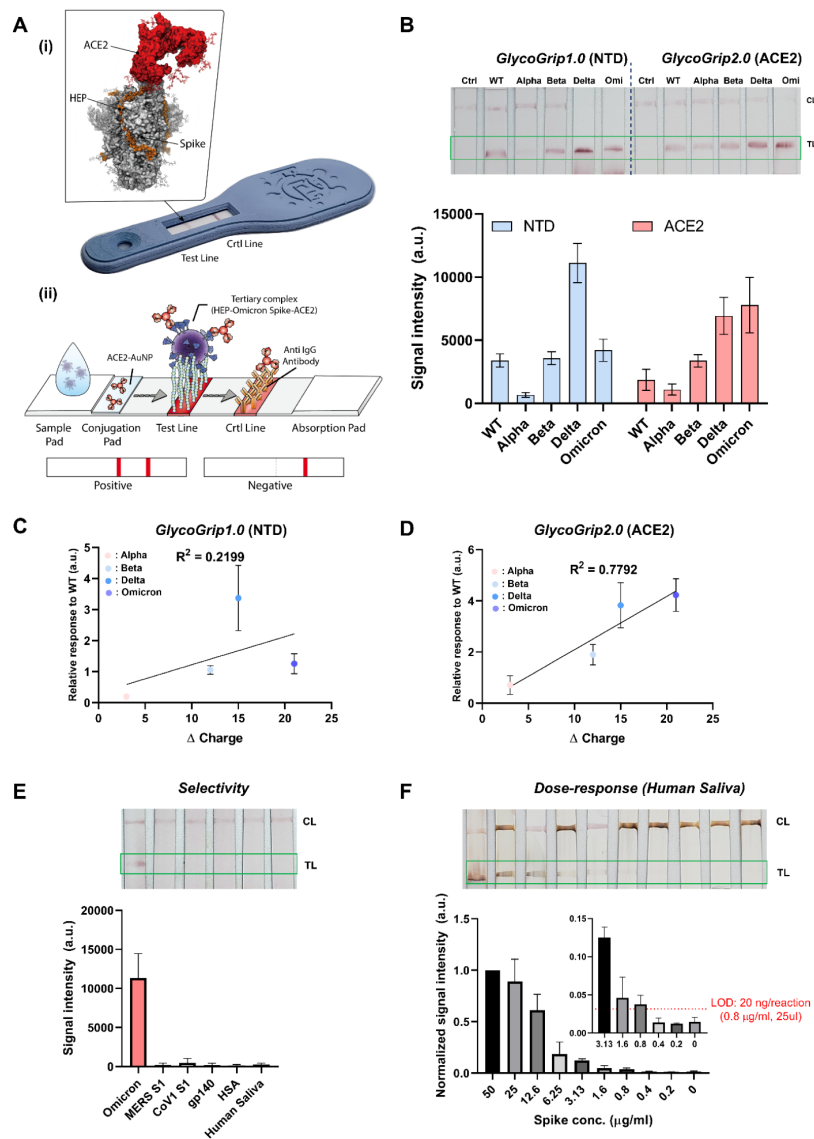 A
(i)
ACE2
HEP
Spike
Test Line
Crtl Line
(ii)
Tertiary complex
(HEP-Omicron Spike-ACE2)
ACE2-AuNP
Anti IgG
Antibody
Sample
Pad
Conjugation
Pad
Test Line
Crtl Line
Absorption Pad
Positive
Negative
B
GlycoGrip1.0 (NTD)
GlycoGrip2.0 (ACE2)
Ctrl WT Alpha Beta Delta Omi
Ctrl WT Alpha Beta Delta Omi
CL
TL
NTD
ACE2
Signal intensity (a.u.)
15000
10000
5000
0
WT Alpha Beta Delta Omicron
WT Alpha Beta Delta Omicron
C
GlycoGrip1.0 (NTD)
R² = 0.2199
: Alpha
: Beta
: Delta
: Omicron
Relative response to WT (a.u.)
5
4
3
2
1
0
0 5 10 15 20 25
Δ Charge
D
GlycoGrip2.0 (ACE2)
R² = 0.7792
: Alpha
: Beta
: Delta
: Omicron
Relative response to WT (a.u.)
6
4
2
0
0 5 10 15 20 25
Δ Charge
E
Selectivity
CL
TL
Signal intensity (a.u.)
20000
15000
10000
5000
0
Omicron
MERS S1
CoV1 S1
gp140
HSA
Human Saliva
F
Dose-response (Human Saliva)
CL
TL
Normalized signal intensity (a.u.)
1.5
1.0
0.5
0.0
50 25 12.6 6.25 3.13 1.6 0.8 0.4 0.2 0
Spike conc. (μg/ml)
0.15
0.10
0.05
0.00
3.13 1.6 0.8 0.4 0.2 0
LOD: 20 ng/reaction
(0.8 μg/ml, 25ul)